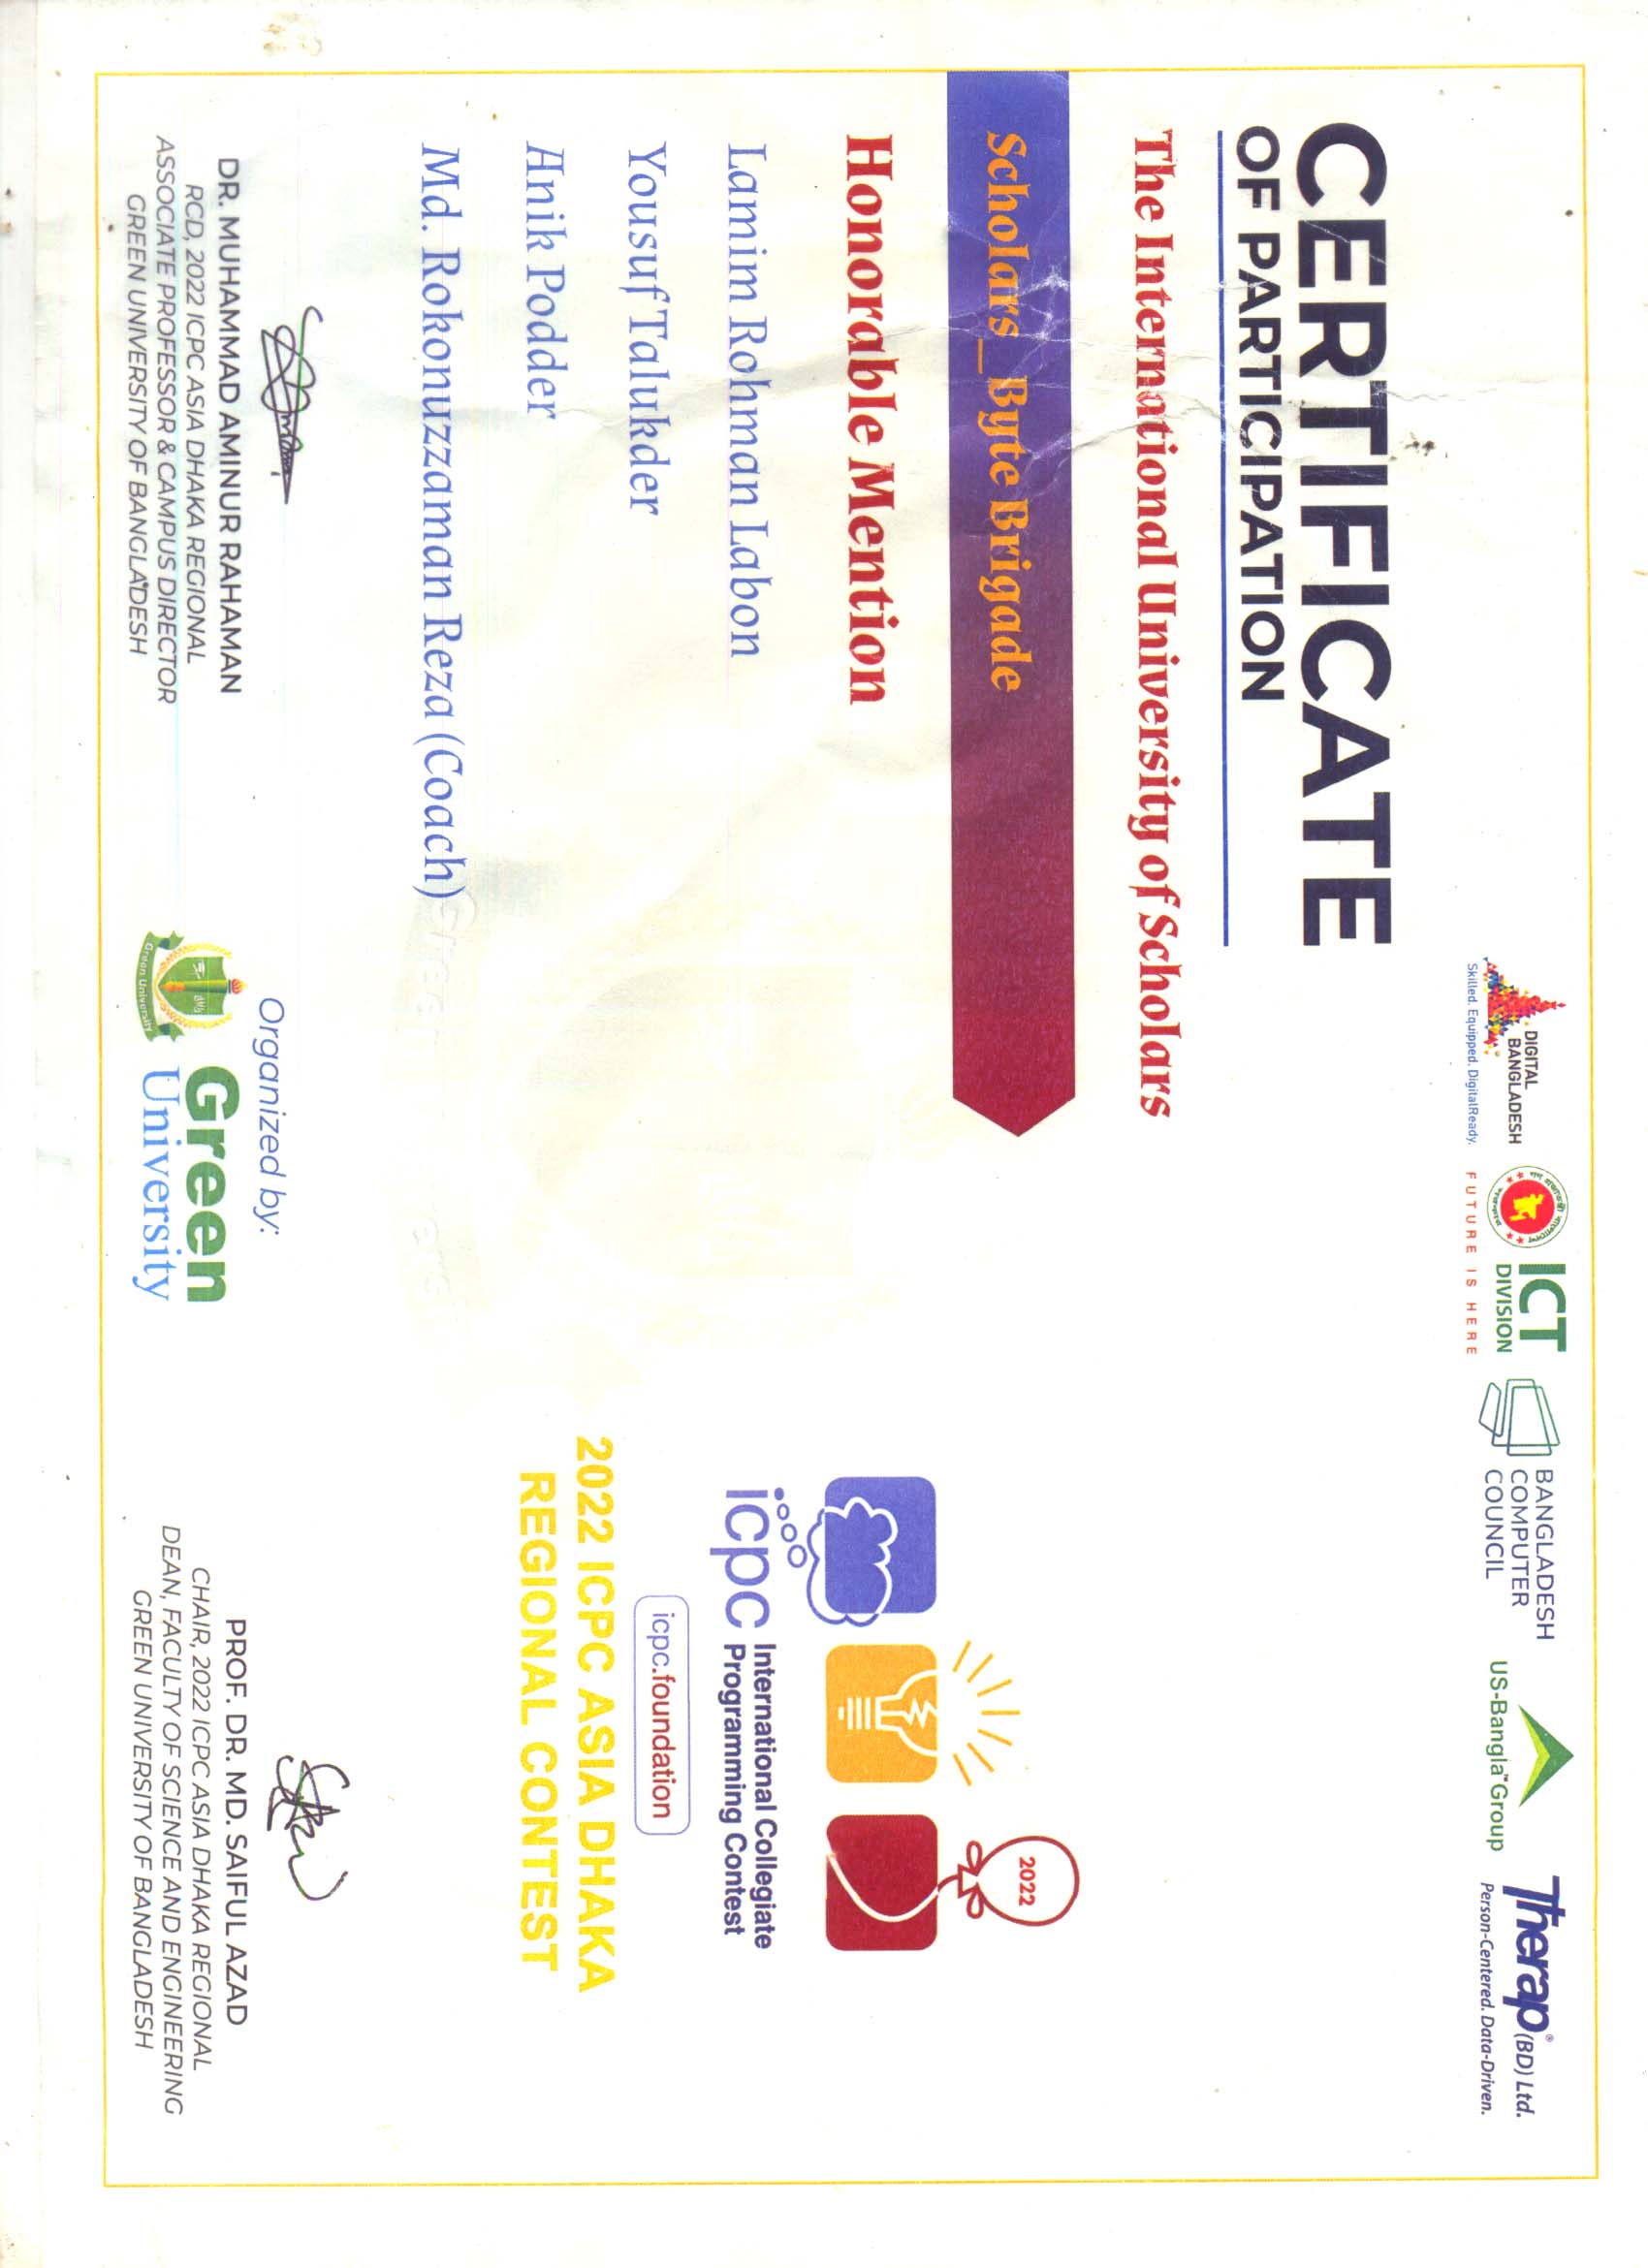 DIGITAL
BANGLADESH
Skilled. Equipped. DigitalReady.
ICT
DIVISION
FUTURE IS HERE
BANGLADESH
COMPUTER
COUNCIL
US-Bangla™Group
Therap® (BD) Ltd.
Person-Centered. Data-Driven.
CERTIFICATE
OF PARTICIPATION
The International University of Scholars
Scholars_Byte Brigade
Honorable Mention
Lamim Rohman Labon
Yousuf Talukder
Anik Podder
Md. Rokonuzzaman Reza (Coach)
2022
icpc International Collegiate
Programming Contest
icpc.foundation
2022 ICPC ASIA DHAKA
REGIONAL CONTEST
DR. MUHAMMAD AMINUR RAHAMAN
RCD, 2022 ICPC ASIA DHAKA REGIONAL
ASSOCIATE PROFESSOR & CAMPUS DIRECTOR
GREEN UNIVERSITY OF BANGLADESH
Organized by:
Green
University
Green University
PROF. DR. MD. SAIFUL AZAD
CHAIR, 2022 ICPC ASIA DHAKA REGIONAL
DEAN, FACULTY OF SCIENCE AND ENGINEERING
GREEN UNIVERSITY OF BANGLADESH